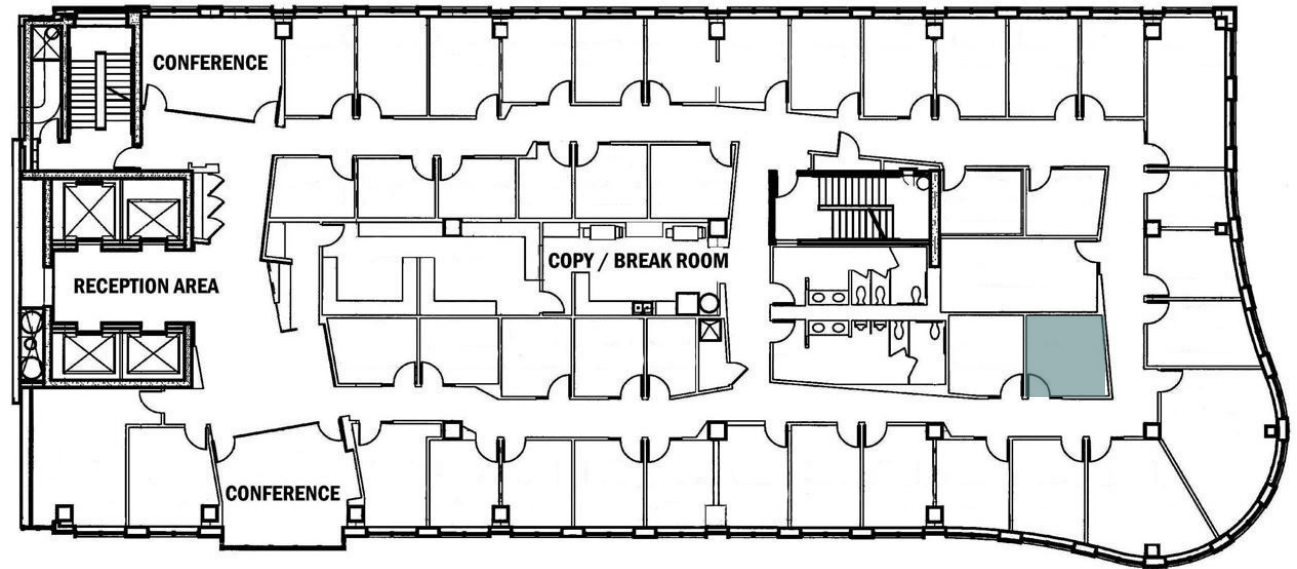 CONFERENCE
RECEPTION AREA
COPY / BREAK ROOM
CONFERENCE